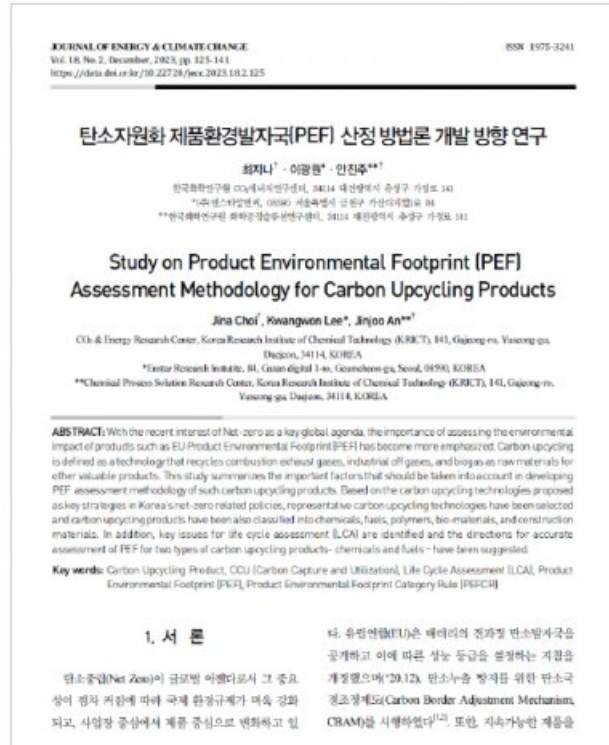 JOURNAL OF ENERGY & CLIMATE CHANGE
ISSN 1975-3241
Vol. 18, No. 2, December, 2023, pp. 125-141
https://data.doi.or.kr/10.22728/jecc.2023.18.2.125
탄소자원화 제품환경발자국(PEF) 산정 방법론 개발 방향 연구
최지나† · 이광원* · 안진주**†
한국화학연구원 CO₂에너지연구센터, 34114 대전광역시 유성구 가정로 141
*(주)엔스타알앤씨, 08590 서울특별시 금천구 가산디지털1로 84
**한국화학연구원 화학공정솔루션연구센터, 34114 대전광역시 유성구 가정로 141
Study on Product Environmental Footprint (PEF)
Assessment Methodology for Carbon Upcycling Products
Jina Choi†, Kwangwon Lee*, Jinjoo An**†
CO₂ & Energy Research Center, Korea Research Institute of Chemical Technology (KRICT), 141, Gajeong-ro, Yuseong-gu,
Daejeon, 34114, KOREA
*Enstar Research Institute, 84, Gasan digital 1-ro, Geumcheon-gu, Seoul, 08590, KOREA
**Chemical Process Solution Research Center, Korea Research Institute of Chemical Technology (KRICT), 141, Gajeong-ro,
Yuseong-gu, Daejeon, 34114, KOREA
ABSTRACT: With the recent interest of Net-zero as a key global agenda, the importance of assessing the environmental
impact of products such as EU Product Environmental Footprint (PEF) has become more emphasized. Carbon upcycling
is defined as a technology that recycles combustion exhaust gases, industrial off gases, and biogas as raw materials for
other valuable products. This study summarizes the important factors that should be taken into account in developing
PEF assessment methodology of such carbon upcycling products. Based on the carbon upcycling technologies proposed
as key strategies in Korea's net-zero related policies, representative carbon upcycling technologies have been selected
and carbon upcycling products have been also classified into chemicals, fuels, polymers, bio-materials, and construction
materials. In addition, key issues for life cycle assessment (LCA) are identified and the directions for accurate
assessment of PEF for two types of carbon upcycling products- chemicals and fuels - have been suggested.
Key words: Carbon Upcycling Product, CCU (Carbon Capture and Utilization), Life Cycle Assessment (LCA), Product
Environmental Footprint (PEF), Product Environmental Footprint Category Rule (PEFCR)
1. 서 론
탄소중립(Net Zero)이 글로벌 아젠다로서 그 중요
성이 점차 커짐에 따라 국제 환경규제가 더욱 강화
되고, 사업장 중심에서 제품 중심으로 변화하고 있
다. 유럽연합(EU)은 배터리의 전과정 탄소발자국을
공개하고 이에 따른 성능 등급을 설정하는 지침을
개정했으며('20.12), 탄소누출 방지를 위한 탄소국
경조정제도(Carbon Border Adjustment Mechanism,
CBAM)를 시행하였다[1,2]. 또한, 지속가능한 제품을